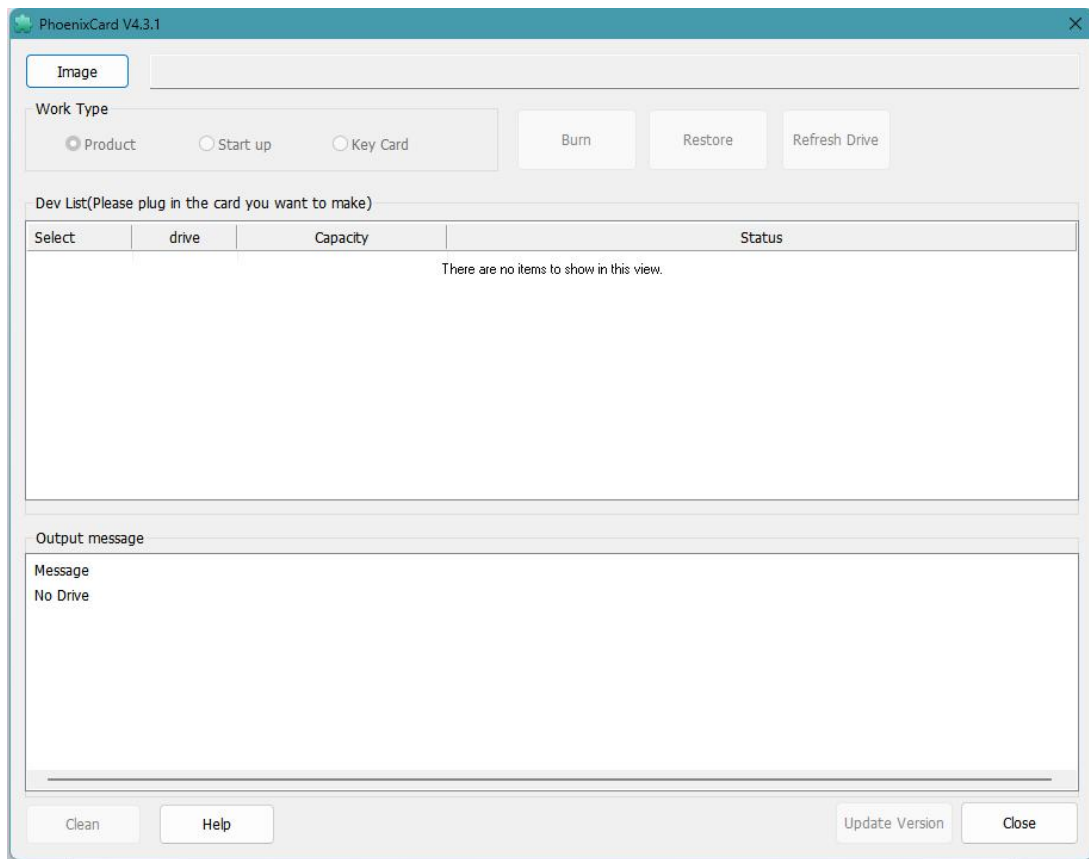 PhoenixCard V4.3.1
Image
Work Type
Product Start up Key Card
Burn Restore Refresh Drive
Dev List(Please plug in the card you want to make)
Select drive Capacity Status
There are no items to show in this view.
Output message
Message
No Drive
Clean Help Update Version Close